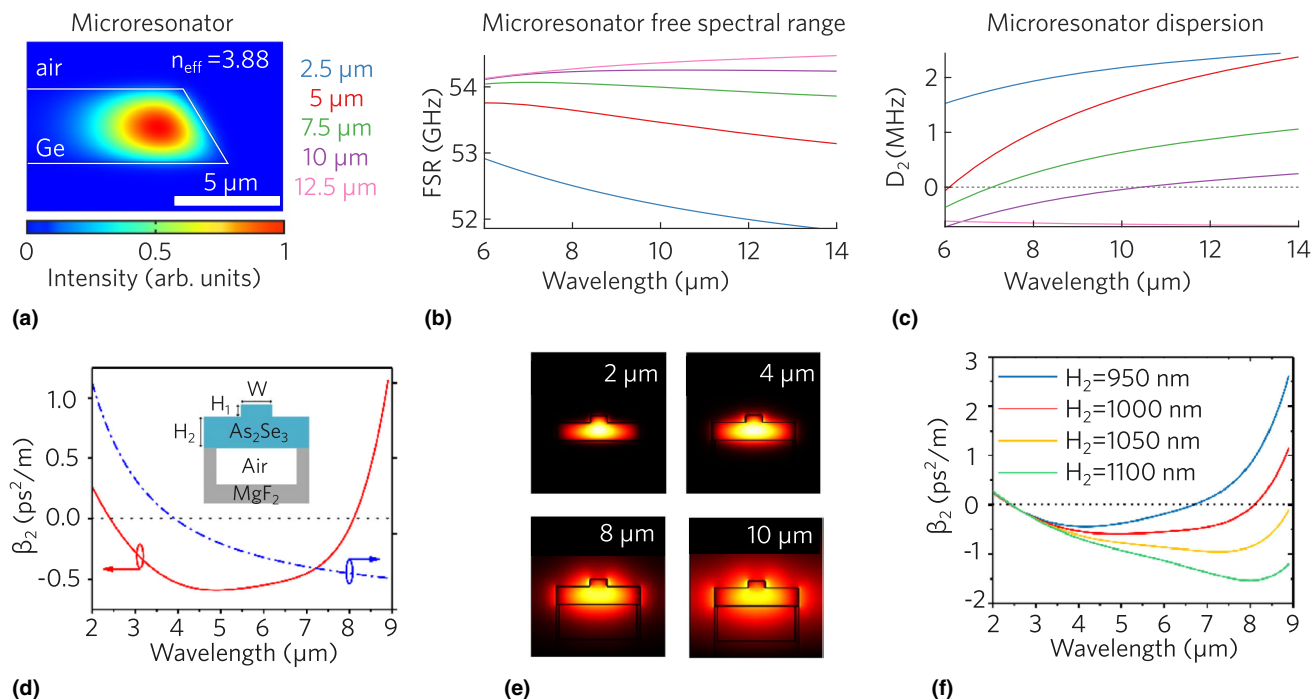 Microresonator
air
n_eff =3.88
Ge
5 μm
0
0.5
1
Intensity (arb. units)
2.5 μm
5 μm
7.5 μm
10 μm
12.5 μm
(a)
Microresonator free spectral range
FSR (GHz)
54
53
52
6
8
10
12
14
Wavelength (μm)
(b)
Microresonator dispersion
D₂ (MHz)
2
1
0
6
8
10
12
14
Wavelength (μm)
(c)
β₂ (ps²/m)
1.0
0.5
0.0
-0.5
W
H₁
H₂
As₂Se₃
Air
MgF₂
2
3
4
5
6
7
8
9
Wavelength (μm)
(d)
2 μm
4 μm
8 μm
10 μm
(e)
β₂ (ps²/m)
3
2
1
0
-1
-2
H₂=950 nm
H₂=1000 nm
H₂=1050 nm
H₂=1100 nm
2
3
4
5
6
7
8
9
Wavelength (μm)
(f)